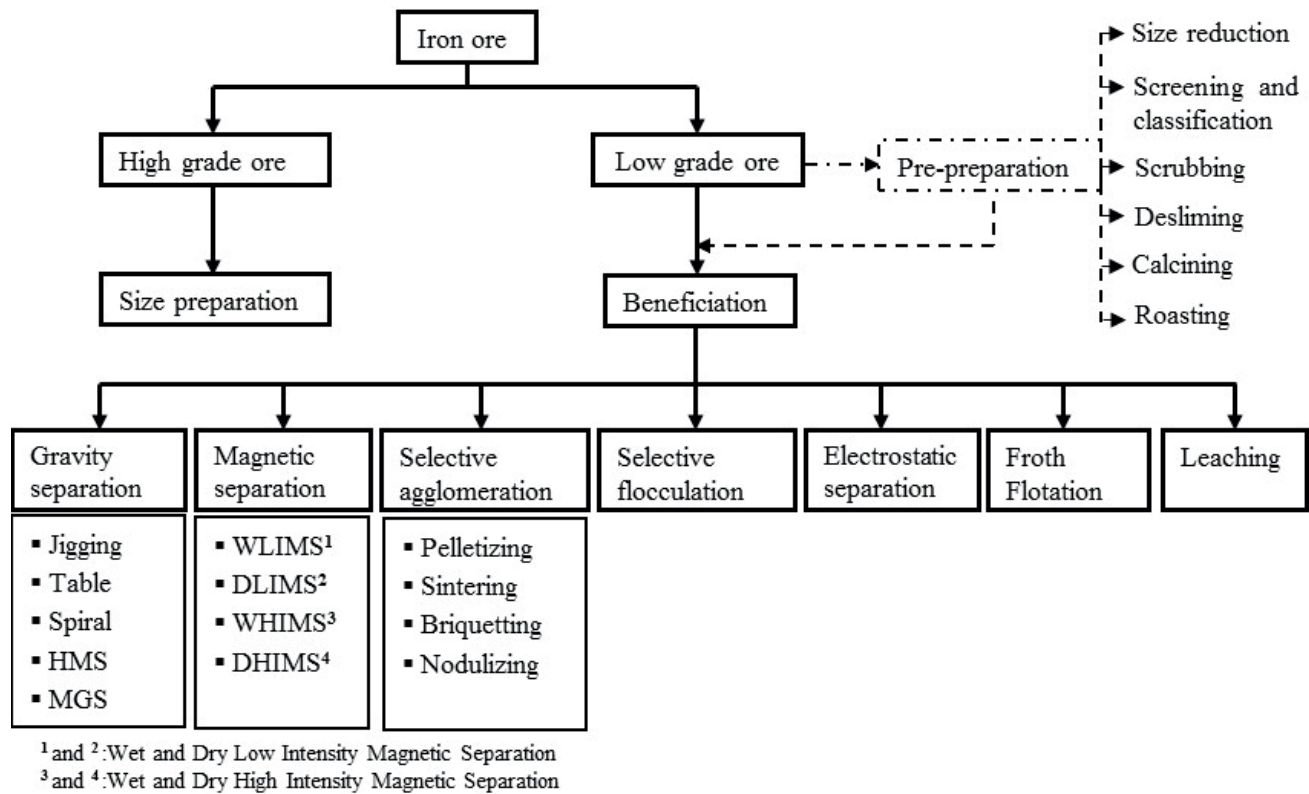 Iron ore
High grade ore
Low grade ore
Pre-preparation
Size reduction
Screening and
classification
Scrubbing
Desliming
Calcining
Roasting
Size preparation
Beneficiation
Gravity
separation
Magnetic
separation
Selective
agglomeration
Selective
flocculation
Electrostatic
separation
Froth
Flotation
Leaching
▪ Jigging
▪ Table
▪ Spiral
▪ HMS
▪ MGS
▪ WLIMS¹
▪ DLIMS²
▪ WHIMS³
▪ DHIMS⁴
▪ Pelletizing
▪ Sintering
▪ Briquetting
▪ Nodulizing
¹ and ²:Wet and Dry Low Intensity Magnetic Separation
³ and ⁴:Wet and Dry High Intensity Magnetic Separation